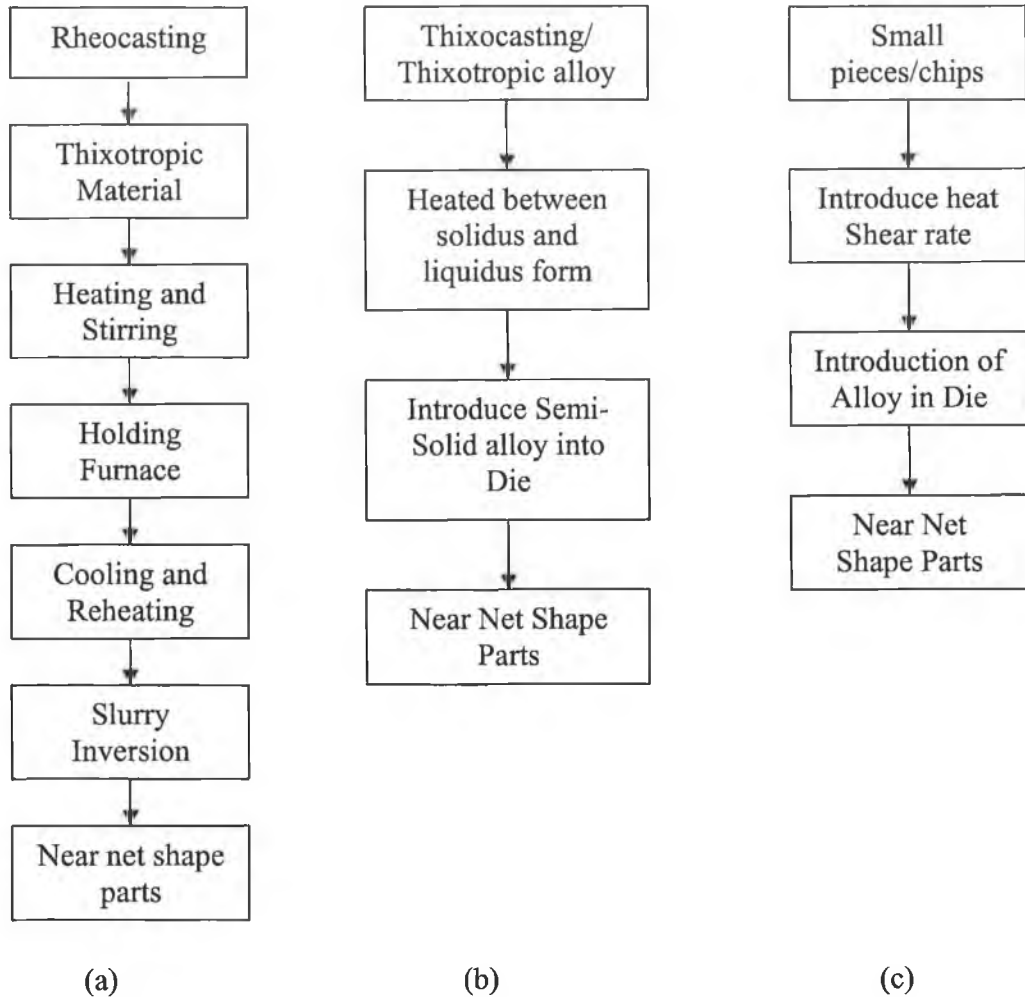 Rheocasting
Thixotropic
Material
Heating and
Stirring
Holding
Furnace
Cooling and
Reheating
Slurry
Inversion
Near net shape
parts
(a)
Thixocasting/
Thixotropic alloy
Heated between
solidus and
liquidus form
Introduce Semi-
Solid alloy into
Die
Near Net Shape
Parts
(b)
Small
pieces/chips
Introduce heat
Shear rate
Introduction of
Alloy in Die
Near Net
Shape Parts
(c)